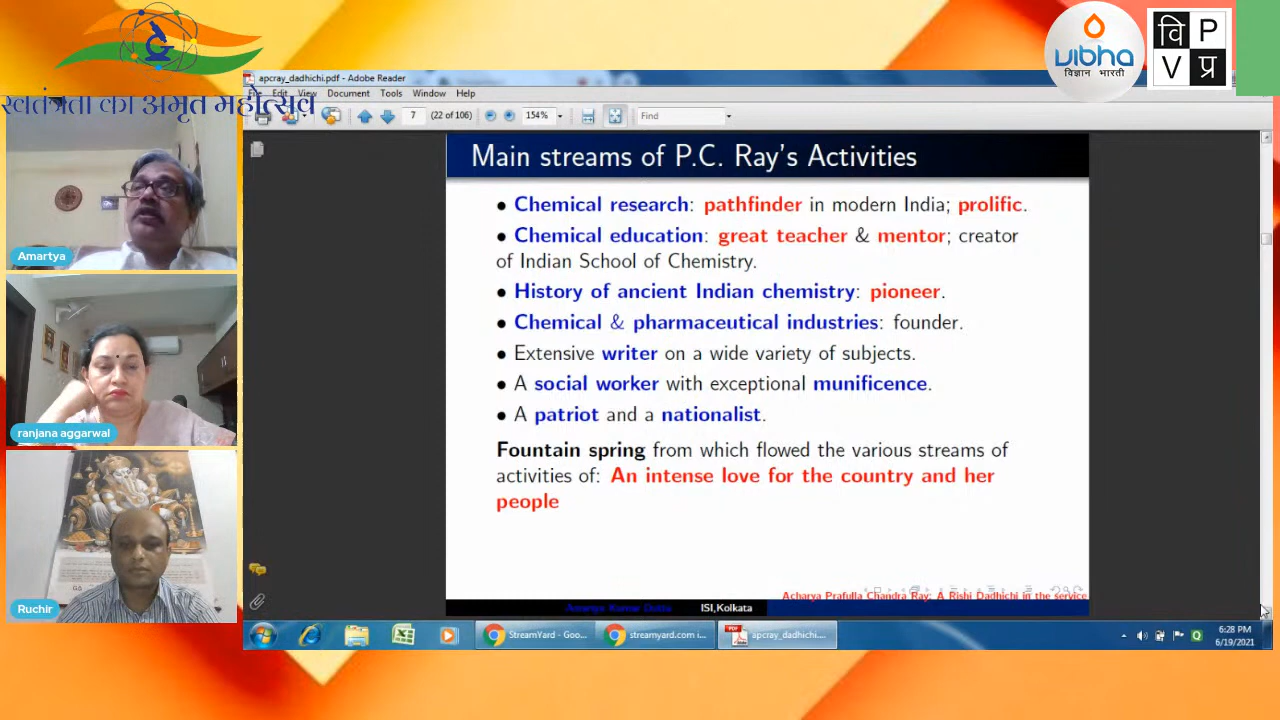 स्वतंत्रता का अमृत महोत्सव
विभा
विज्ञान भारती
वि P
V प्र
apcray_dadhichi.pdf - Adobe Reader
Edit View Document Tools Window Help
7 (22 of 106) 154% Find
Amartya
ranjana aggarwal
Ruchir
Main streams of P.C. Ray's Activities
• Chemical research: pathfinder in modern India; prolific.
• Chemical education: great teacher & mentor; creator
of Indian School of Chemistry.
• History of ancient Indian chemistry: pioneer.
• Chemical & pharmaceutical industries: founder.
• Extensive writer on a wide variety of subjects.
• A social worker with exceptional munificence.
• A patriot and a nationalist.
Fountain spring from which flowed the various streams of
activities of: An intense love for the country and her
people
Acharya Prafulla Chandra Ray: A Rishi Dadhichi in the service
Amartya Kumar Dutta ISI,Kolkata
StreamYard - Goo... streamyard.com i... apcray_dadhichi....
6:28 PM
6/19/2021